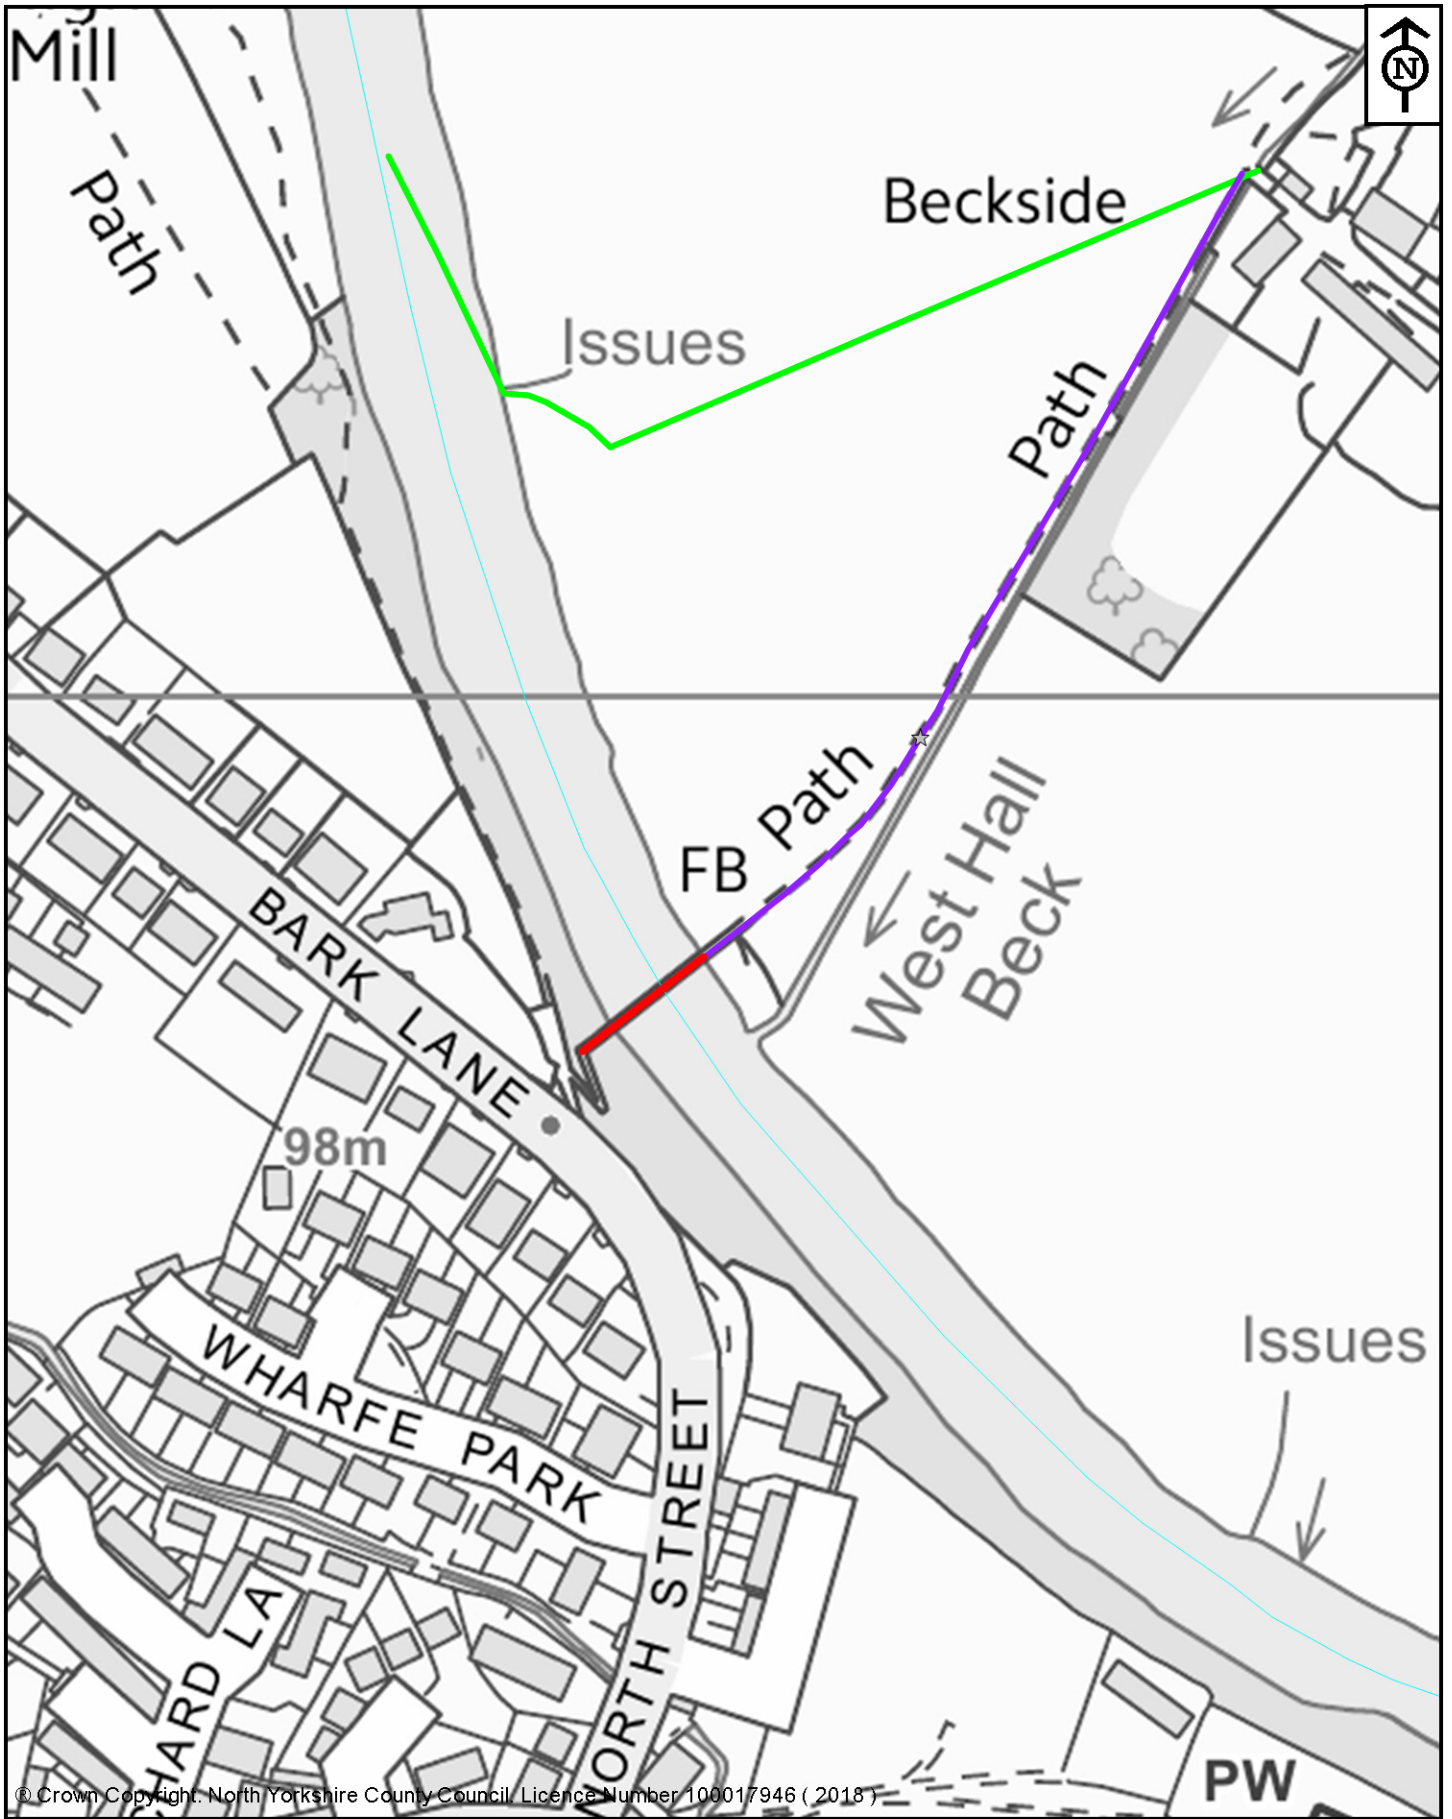 Mill
N
Path
Beckside
Issues
Path
Path
FB
West Hall
Beck
BARK LANE
98m
Issues
WHARFE PARK
NORTH STREET
LA
PW
© Crown Copyright. North Yorkshire County Council. Licence Number 100017946 ( 2018 )